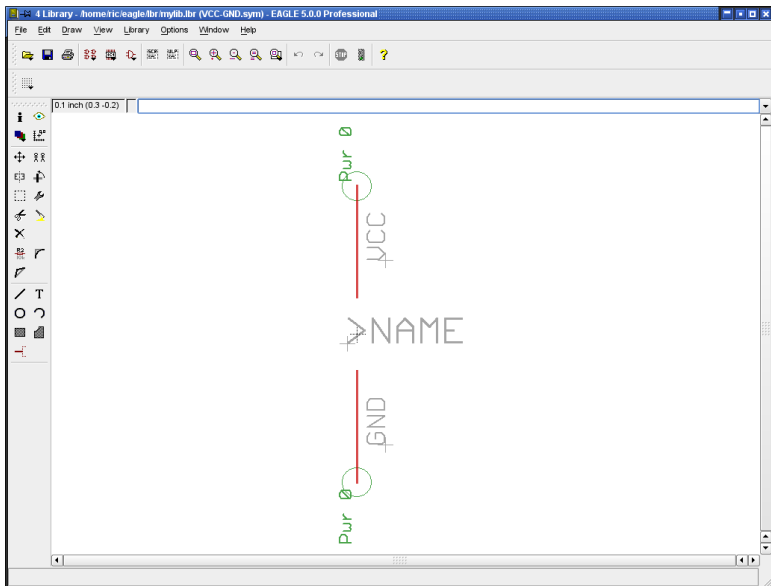 4 Library - /home/ric/eagle/lbr/mylib.lbr (VCC-GND.sym) - EAGLE 5.0.0 Professional
File Edit Draw View Library Options Window Help
0.1 inch (0.3 -0.2)
Pwr 0
VCC
>NAME
GND
Pwr 0